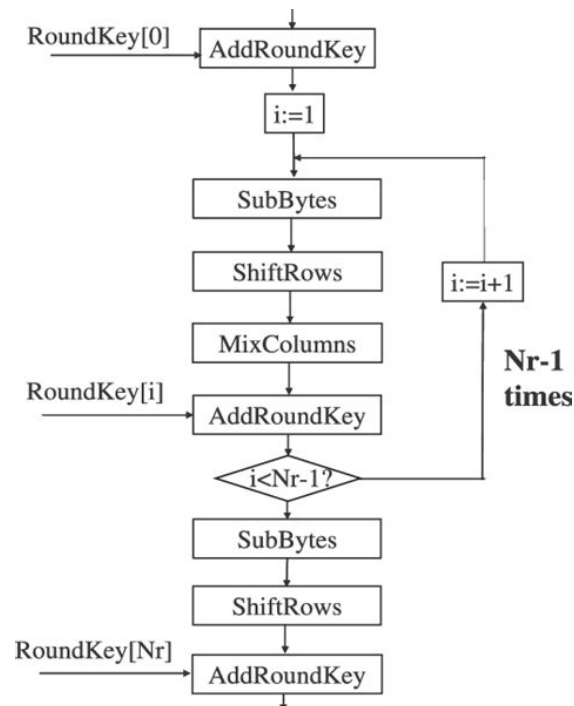 RoundKey[0]
AddRoundKey
i:=1
SubBytes
ShiftRows
i:=i+1
MixColumns
Nr-1
times
RoundKey[i]
AddRoundKey
i<Nr-1?
SubBytes
ShiftRows
RoundKey[Nr]
AddRoundKey